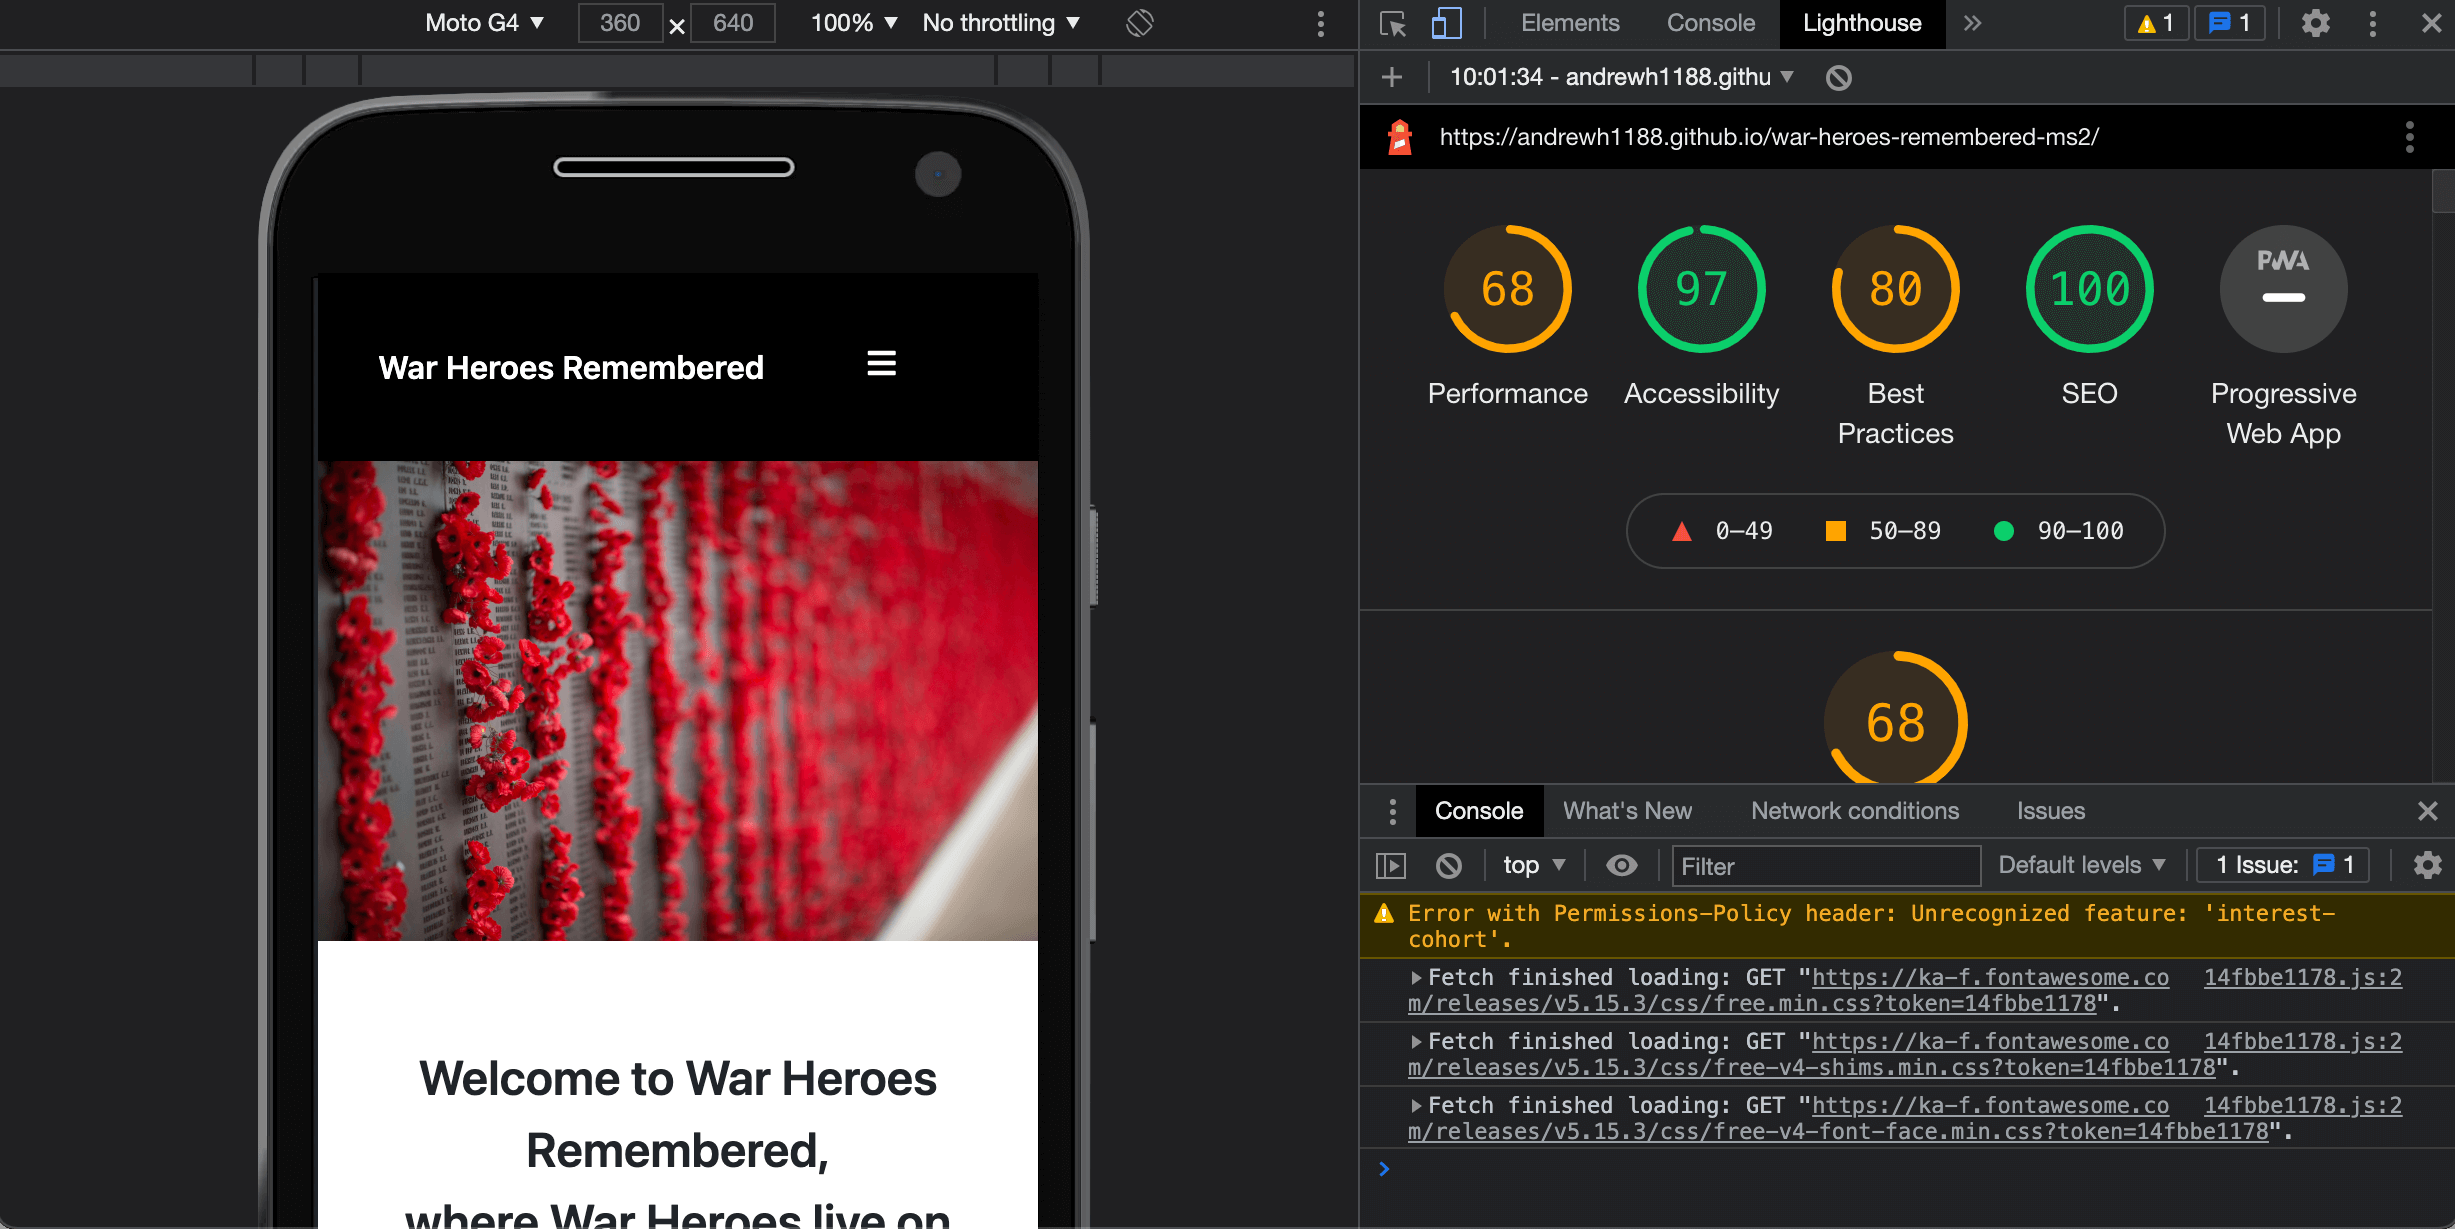 Moto G4 ▼ 360 × 640 100% ▼ No throttling ▼
Elements Console Lighthouse » 1 1
10:01:34 - andrewh1188.githu ▼
https://andrewh1188.github.io/war-heroes-remembered-ms2/
War Heroes Remembered
Welcome to War Heroes
Remembered,
where War Heroes live on
68 97 80 100 PWA
Performance Accessibility Best Practices SEO Progressive Web App
0–49 50–89 90–100
68
Console What's New Network conditions Issues
top ▼ Filter Default levels ▼ 1 Issue: 1
Error with Permissions-Policy header: Unrecognized feature: 'interest-
cohort'.
Fetch finished loading: GET "https://ka-f.fontawesome.co 14fbbe1178.js:2
m/releases/v5.15.3/css/free.min.css?token=14fbbe1178".
Fetch finished loading: GET "https://ka-f.fontawesome.co 14fbbe1178.js:2
m/releases/v5.15.3/css/free-v4-shims.min.css?token=14fbbe1178".
Fetch finished loading: GET "https://ka-f.fontawesome.co 14fbbe1178.js:2
m/releases/v5.15.3/css/free-v4-font-face.min.css?token=14fbbe1178".